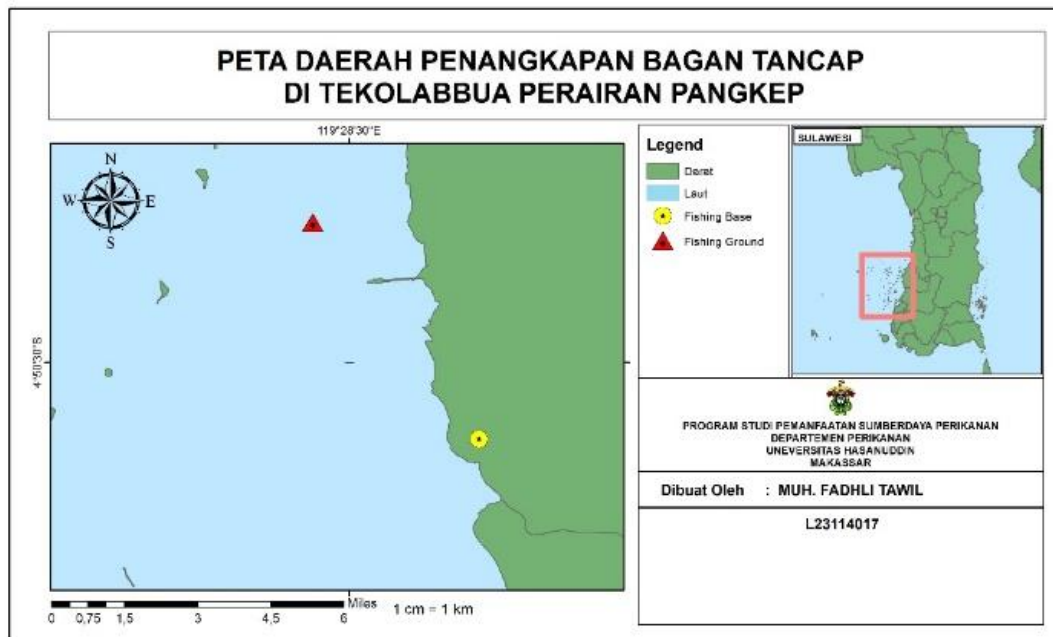 PETA DAERAH PENANGKAPAN BAGAN TANCAP
DI TEKOLABBUA PERAIRAN PANGKEP
119°28'30"E
N
W E
S
4°50'30"S
0 0,75 1,5 3 4,5 6
Miles
1 cm = 1 km
Legend
Daret
Laut
Fishing Base
Fishing Ground
SULAWESI
PROGRAM STUDI PEMANFAATAN SUMBERDAYA PERIKANAN
DEPARTEMEN PERIKANAN
UNEVERSITAS HASANUDDIN
MAKASSAR
Dibuat Oleh : MUH. FADHLI TAWIL
L23114017